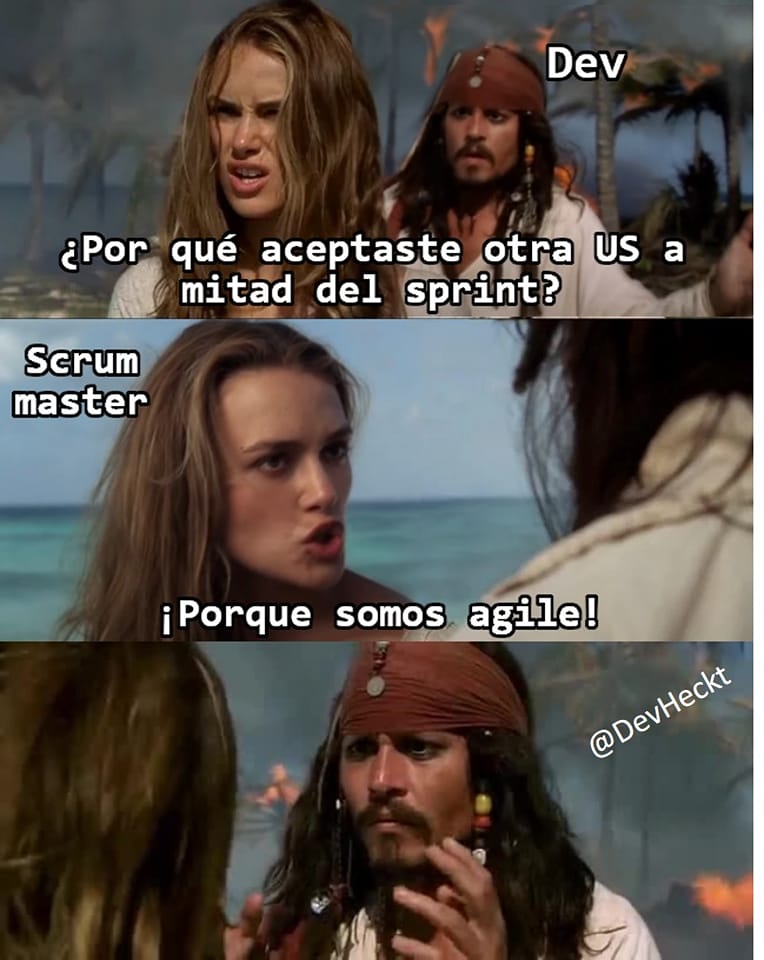 Dev
¿Por qué aceptaste otra US a
mitad del sprint?
Scrum
master
¡Porque somos agile!
@DevHeckt